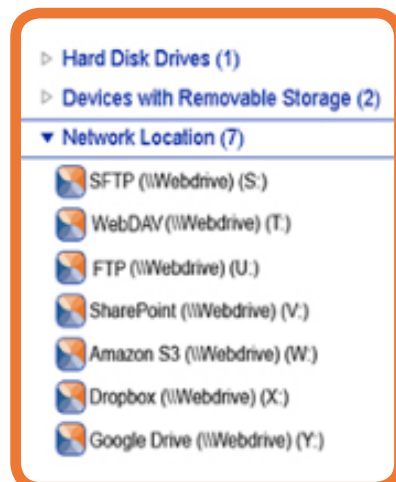 Hard Disk Drives (1)
Devices with Removable Storage (2)
Network Location (7)
SFTP (\\\Webdrive) (S:)
WebDAV (\\\Webdrive) (T:)
FTP (\\\Webdrive) (U:)
SharePoint (\\\Webdrive) (V:)
Amazon S3 (\\\Webdrive) (W:)
Dropbox (\\\Webdrive) (X:)
Google Drive (\\\Webdrive) (Y:)